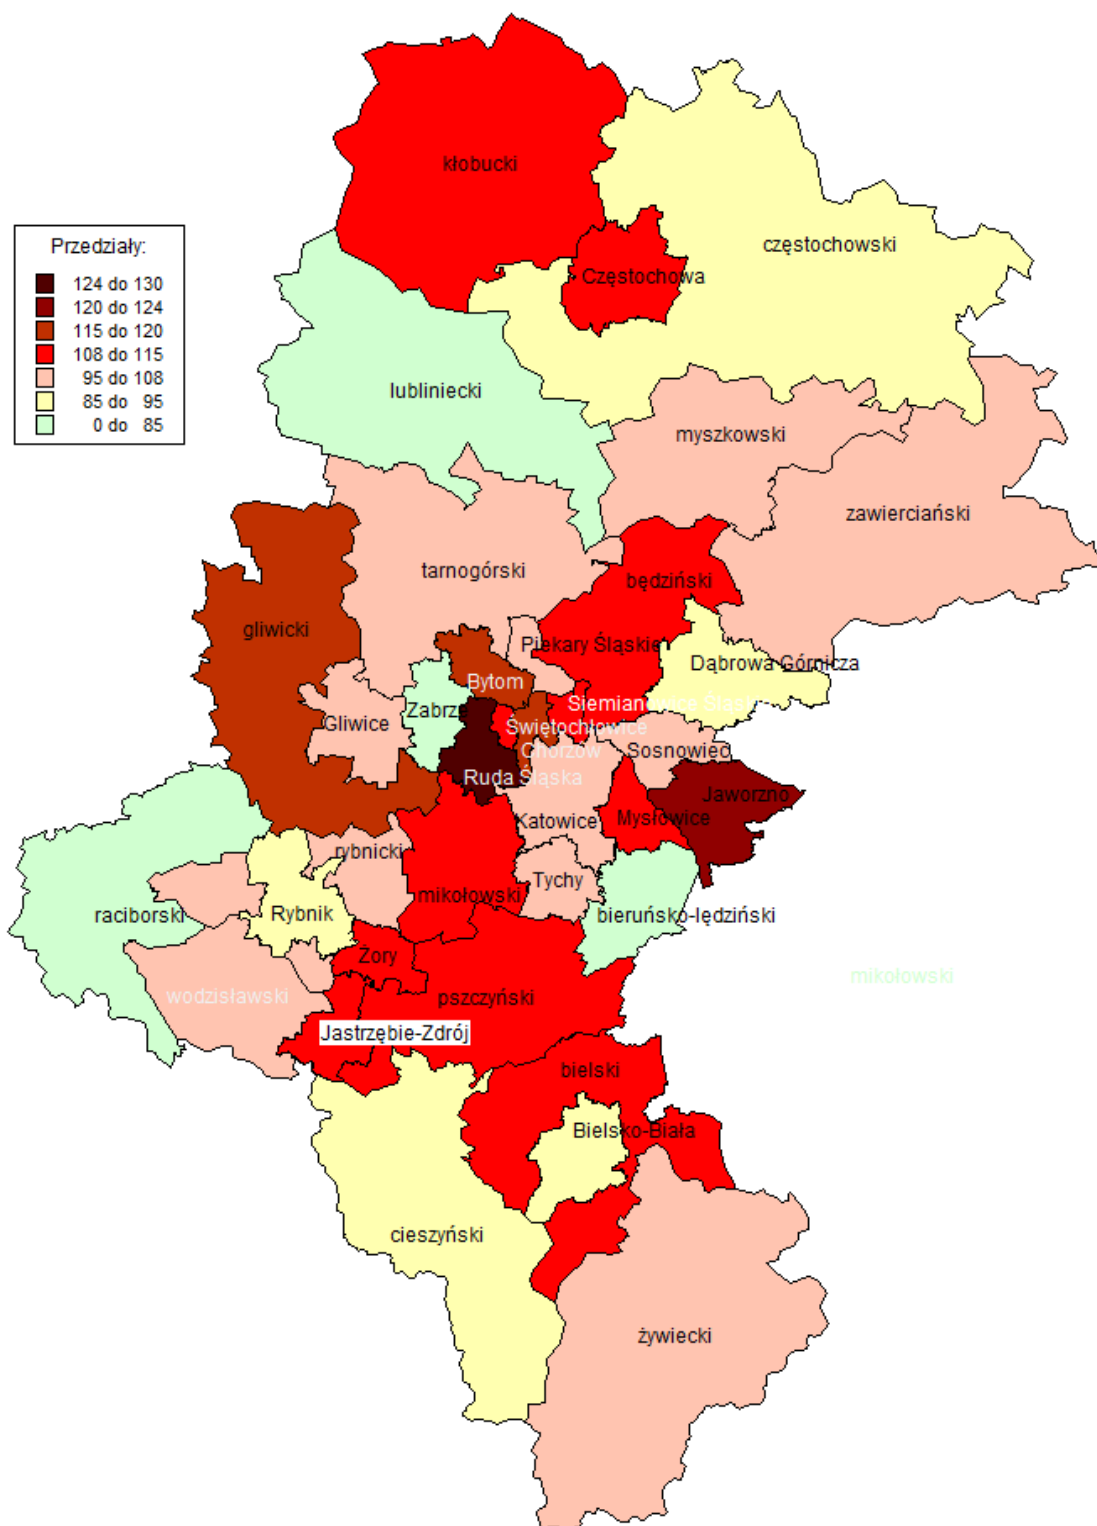 kłobucki
częstochowski
Częstochowa
Przedziały:
124 do 130
120 do 124
115 do 120
108 do 115
95 do 108
85 do 95
0 do 85
lubliniecki
myszkowski
zawierciański
tarnogórski
będziński
gliwicki
Piekary Śląskie
Dąbrowa Górnicza
Bytom
Zabrze
Siemianowice Śląskie
Gliwice
Świętochłowice
Chorzów
Sosnowiec
Ruda Śląska
Jaworzno
Katowice
Mysłowice
rybnicki
Tychy
mikołowski
raciborski
Rybnik
bieruńsko-lędziński
Żory
mikołowski
wodzisławski
pszczyński
Jastrzębie-Zdrój
bielski
Bielsko-Biała
cieszyński
żywiecki